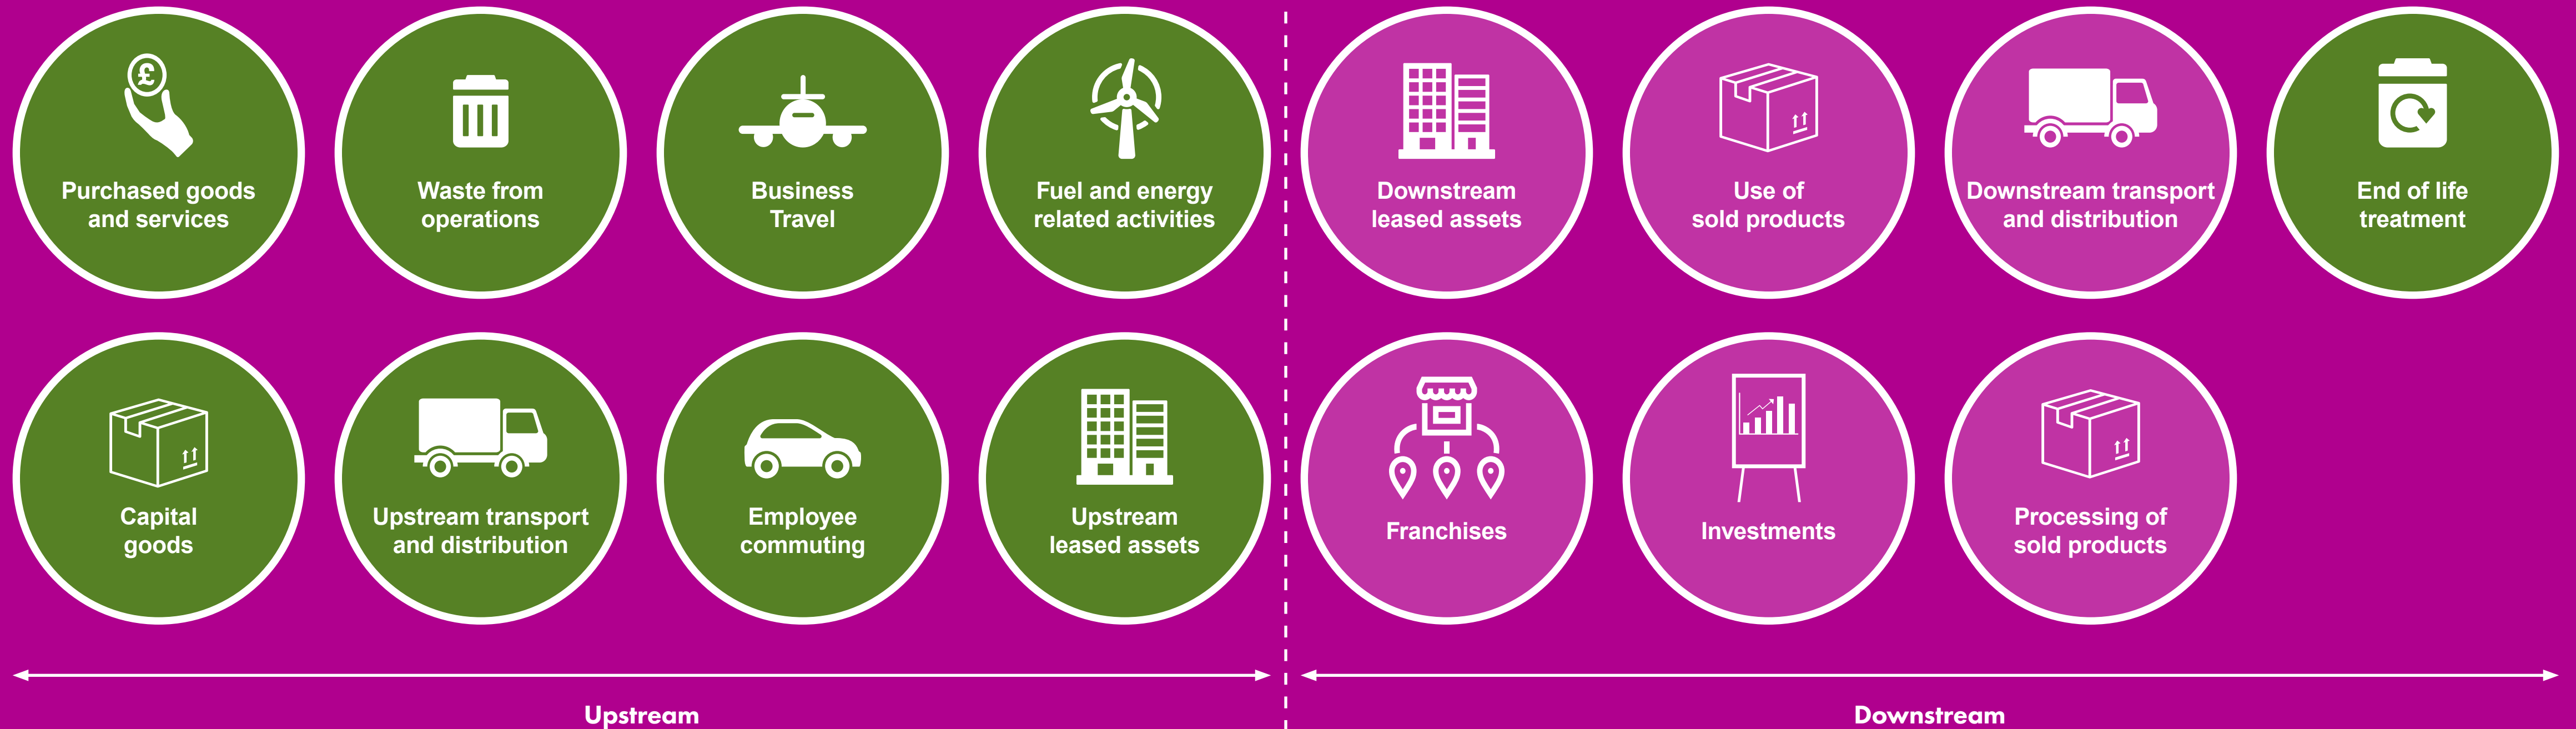 £
Purchased goods
and services
Waste from
operations
Business
Travel
Fuel and energy
related activities
Downstream
leased assets
Use of
sold products
Downstream transport
and distribution
End of life
treatment
Capital
goods
Upstream transport
and distribution
Employee
commuting
Upstream
leased assets
Franchises
Investments
Processing of
sold products
Upstream
Downstream